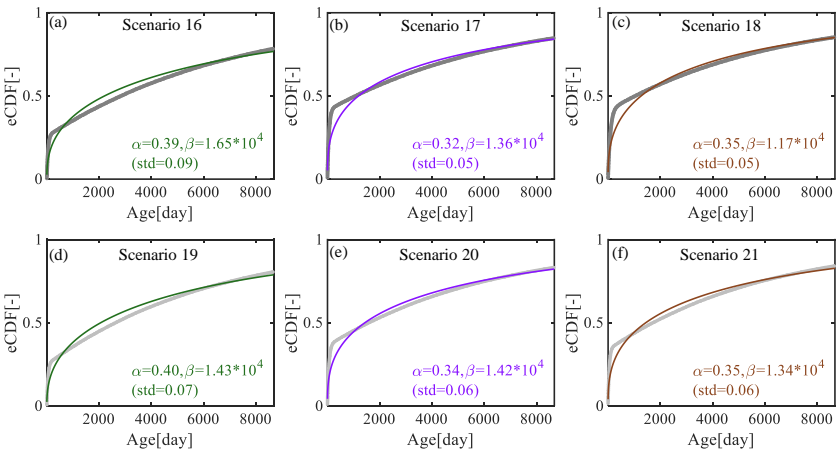 (a) Scenario 16
1
0.5
0
eCDF[-]
α=0.39,β=1.65*10^4
(std=0.09)
2000 4000 6000 8000
Age[day]
(b) Scenario 17
1
0.5
0
eCDF[-]
α=0.32,β=1.36*10^4
(std=0.05)
2000 4000 6000 8000
Age[day]
(c) Scenario 18
1
0.5
0
eCDF[-]
α=0.35,β=1.17*10^4
(std=0.05)
2000 4000 6000 8000
Age[day]
(d) Scenario 19
1
0.5
0
eCDF[-]
α=0.40,β=1.43*10^4
(std=0.07)
2000 4000 6000 8000
Age[day]
(e) Scenario 20
1
0.5
0
eCDF[-]
α=0.34,β=1.42*10^4
(std=0.06)
2000 4000 6000 8000
Age[day]
(f) Scenario 21
1
0.5
0
eCDF[-]
α=0.35,β=1.34*10^4
(std=0.06)
2000 4000 6000 8000
Age[day]